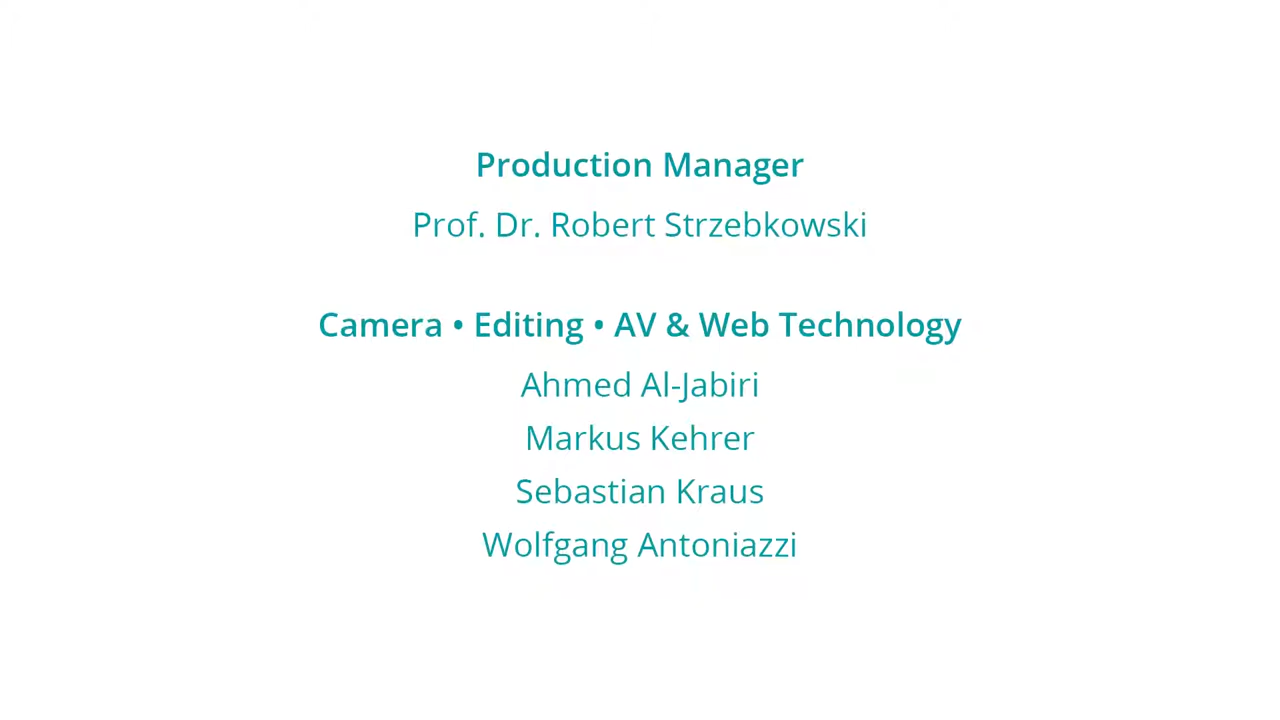 Production Manager
Prof. Dr. Robert Strzebkowski
Camera • Editing • AV & Web Technology
Ahmed Al-Jabiri
Markus Kehrer
Sebastian Kraus
Wolfgang Antoniazzi